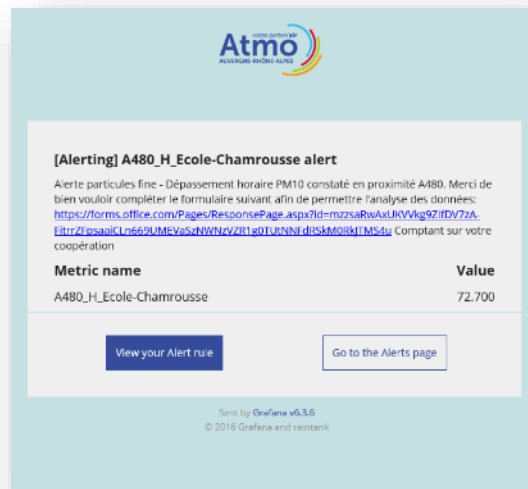 votre parten'air
Atmo
AUVERGNE-RHÔNE-ALPES
[Alerting] A480_H_Ecole-Chamrousse alert
Alerte particules fine - Dépassement horaire PM10 constaté en proximité A480. Merci de
bien vouloir compléter le formulaire suivant afin de permettre l'analyse des données:
https://forms.office.com/Pages/ResponsePage.aspx?id=mzzsaRwAxUKVVkg9ZIfDV7zA-
Comptant sur votre
coopération
Metric name Value
A480_H_Ecole-Chamrousse 72.700
View your Alert rule Go to the Alerts page
Sent by Grafana v6.3.6
© 2016 Grafana and raintank